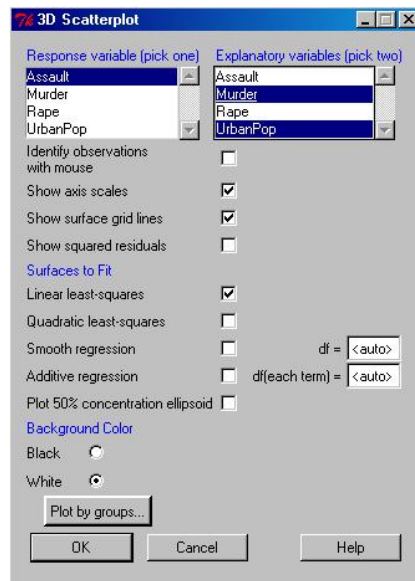 3D Scatterplot
Response variable (pick one) Explanatory variables (pick two)
Assault Assault
Murder Murder
Rape Rape
UrbanPop UrbanPop
Identify observations
with mouse
Show axis scales
Show surface grid lines
Show squared residuals
Surfaces to Fit
Linear least-squares
Quadratic least-squares
Smooth regression df = <auto>
Additive regression df(each term) = <auto>
Plot 50% concentration ellipsoid
Background Color
Black
White
Plot by groups...
OK Cancel Help